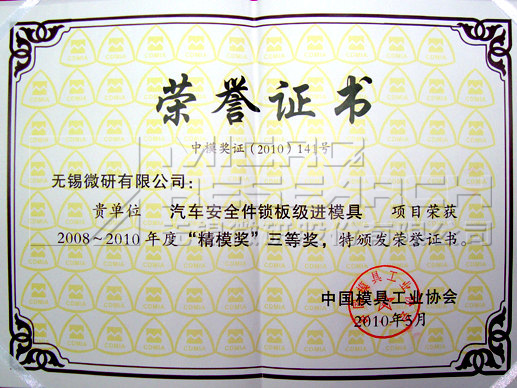 荣誉证书
中模奖证(2010)141号
无锡微研有限公司:
贵单位 汽车安全件锁板级进模具 项目荣获
2008~2010年度“精模奖”三等奖,特颁发荣誉证书。
中国模具工业协会
2010年5月